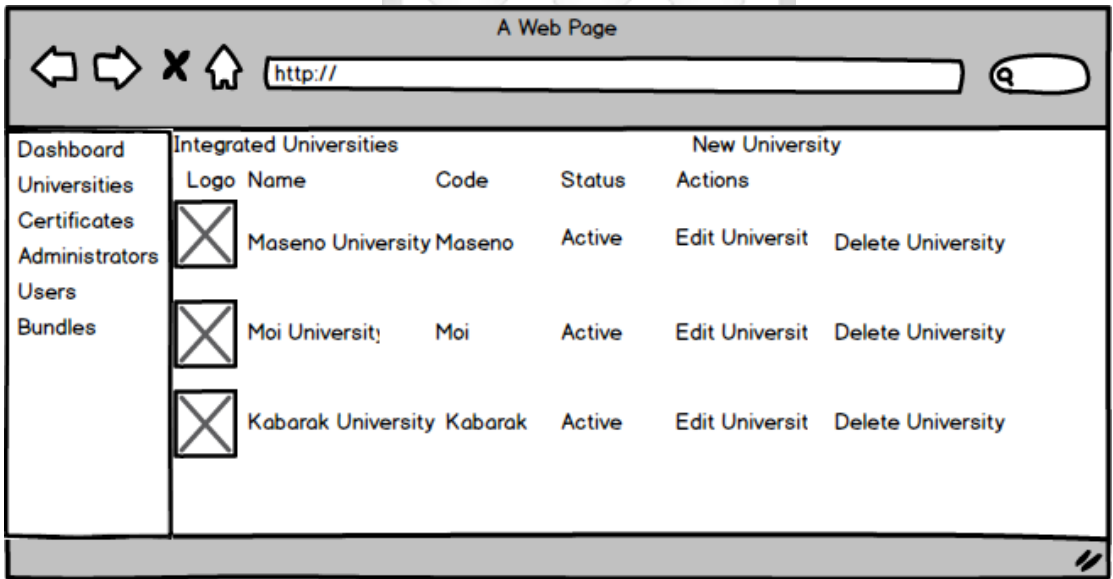 A Web Page
http://
Dashboard
Universities
Certificates
Administrators
Users
Bundles
Integrated Universities New University
Logo Name Code Status Actions
Maseno University Maseno Active Edit Universit Delete University
Moi University Moi Active Edit Universit Delete University
Kabarak University Kabarak Active Edit Universit Delete University